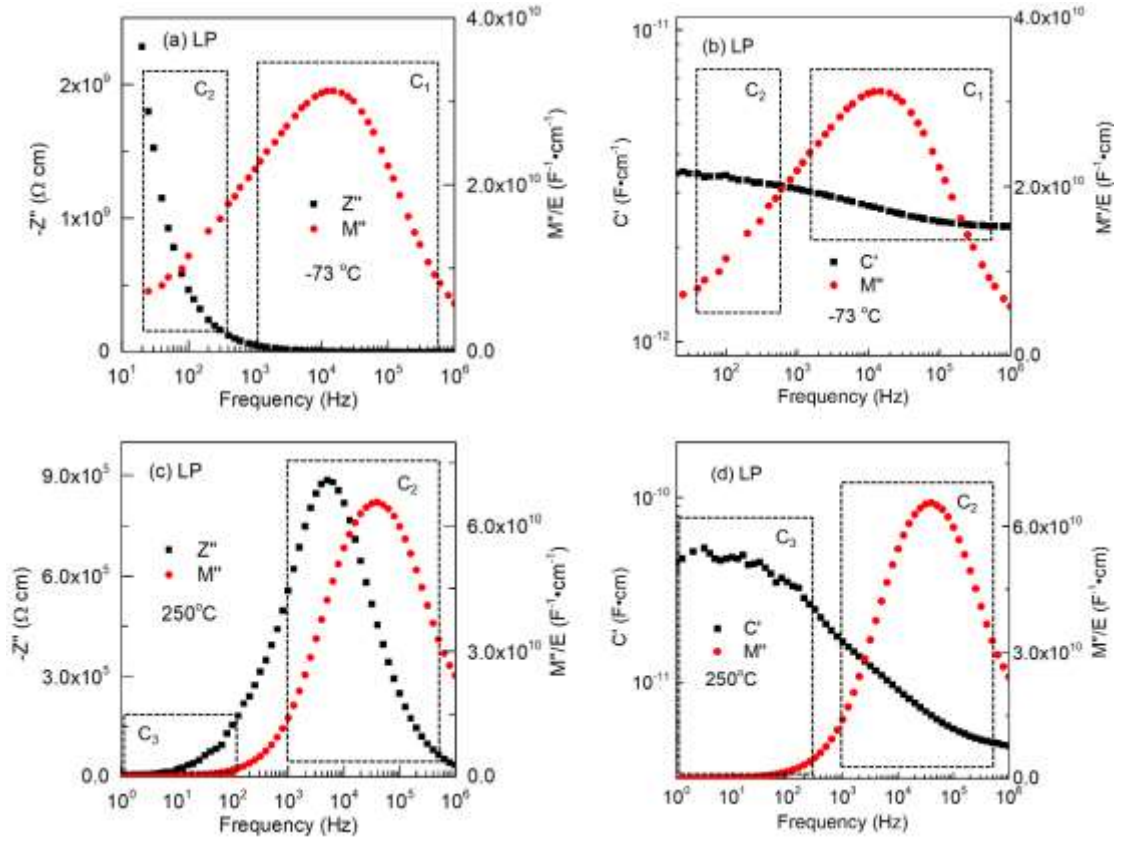 (a) LP
C₂
C₁
2x10⁹
1x10⁹
0
-Z'' (Ω cm)
4.0x10¹⁰
2.0x10¹⁰
0.0
M''/E (F⁻¹•cm⁻¹)
Z''
M''
-73 °C
10¹ 10² 10³ 10⁴ 10⁵ 10⁶
Frequency (Hz)
(b) LP
C₂
C₁
10⁻¹¹
10⁻¹²
C' (F•cm⁻¹)
4.0x10¹⁰
2.0x10¹⁰
0.0
M''/E (F⁻¹•cm⁻¹)
C'
M''
-73 °C
10² 10³ 10⁴ 10⁵ 10⁶
Frequency (Hz)
(c) LP
C₂
C₃
9.0x10⁵
6.0x10⁵
3.0x10⁵
0.0
-Z'' (Ω cm)
6.0x10¹⁰
3.0x10¹⁰
0.0
M''/E (F⁻¹•cm⁻¹)
Z''
M''
250°C
10⁰ 10¹ 10² 10³ 10⁴ 10⁵ 10⁶
Frequency (Hz)
(d) LP
C₃
C₂
10⁻¹⁰
10⁻¹¹
C' (F•cm⁻¹)
6.0x10¹⁰
3.0x10¹⁰
0.0
M''/E (F⁻¹•cm⁻¹)
C'
M''
250°C
10⁰ 10¹ 10² 10³ 10⁴ 10⁵ 10⁶
Frequency (Hz)